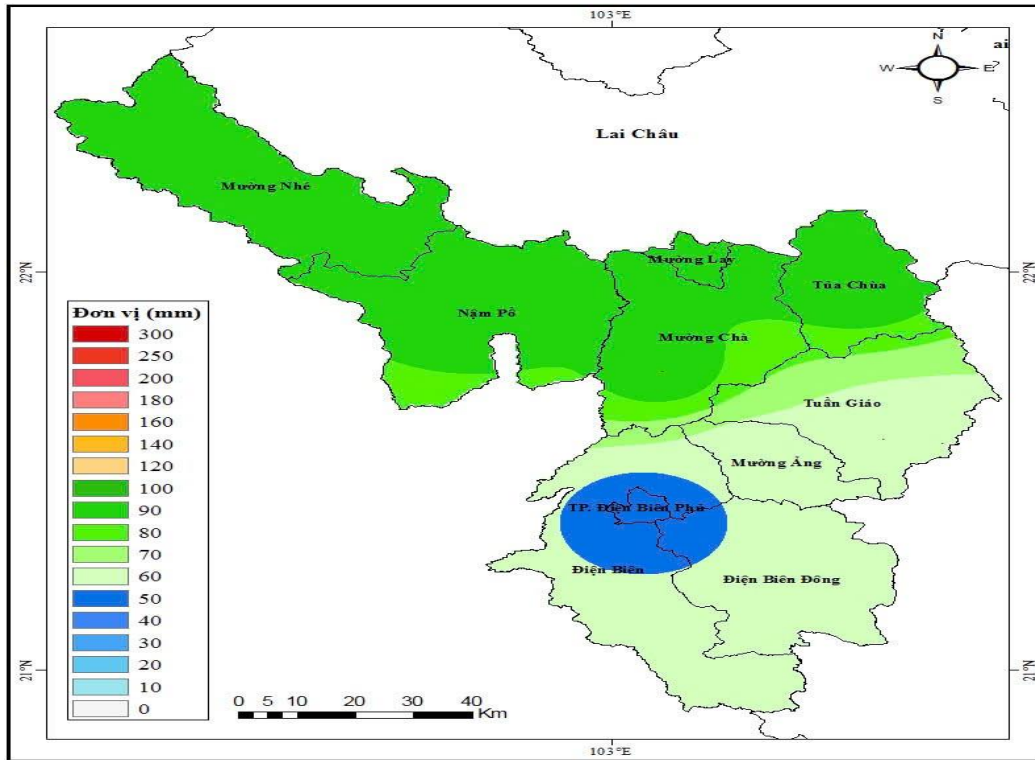 103°E
N
W E
S
ai
Lai Châu
Mường Nhé
22°N
22°N
Mường Lay
Tủa Chùa
Nậm Pồ
Mường Chà
Tuần Giáo
Mường Ảng
TP. Điện Biên Phủ
Điện Biên
Điện Biên Đông
Đơn vị (mm)
300
250
200
180
160
140
120
100
90
80
70
60
50
40
30
20
10
0
21°N
21°N
0 5 10 20 30 40
Km
103°E